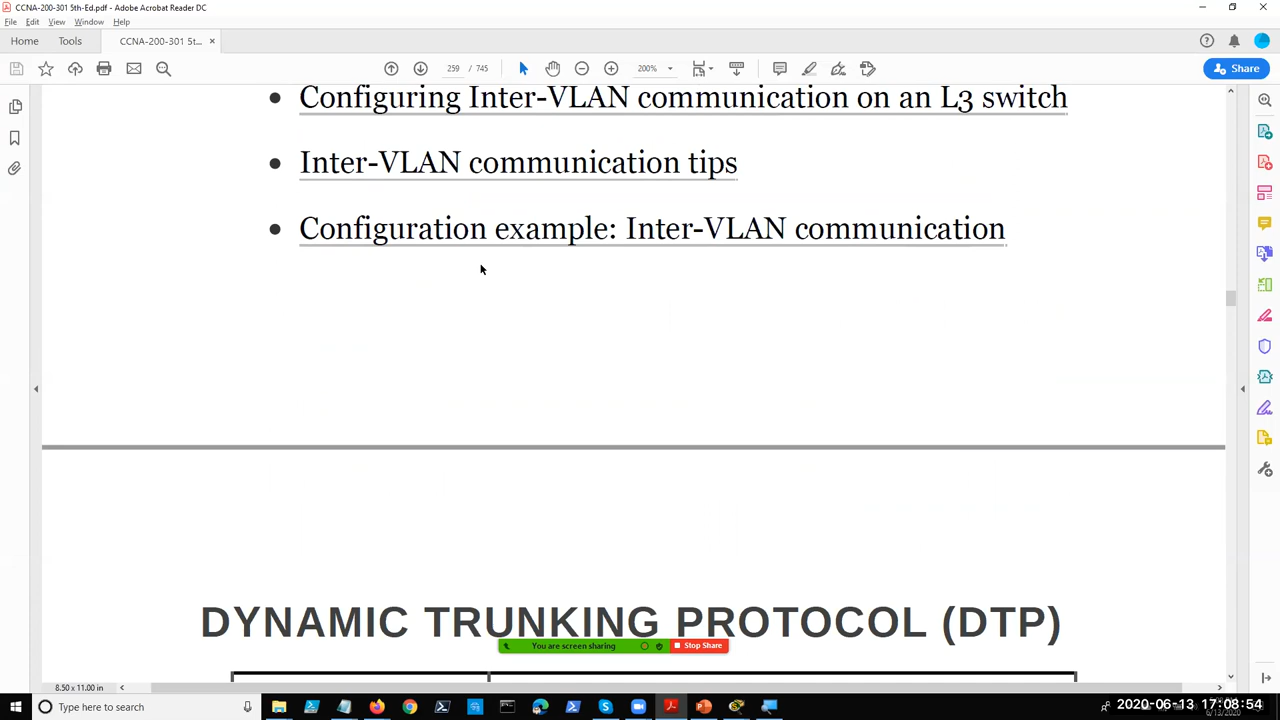 CCNA-200-301 5th-Ed.pdf - Adobe Acrobat Reader DC
File Edit View Window Help
Home Tools CCNA-200-301 5t... ×
259 / 745 200% Share
Configuring Inter-VLAN communication on an L3 switch
Inter-VLAN communication tips
Configuration example: Inter-VLAN communication
DYNAMIC TRUNKING PROTOCOL (DTP)
You are screen sharing Stop Share
8.50 x 11.00 in
Type here to search
2020-06-13 17:08:54
6/13/2020